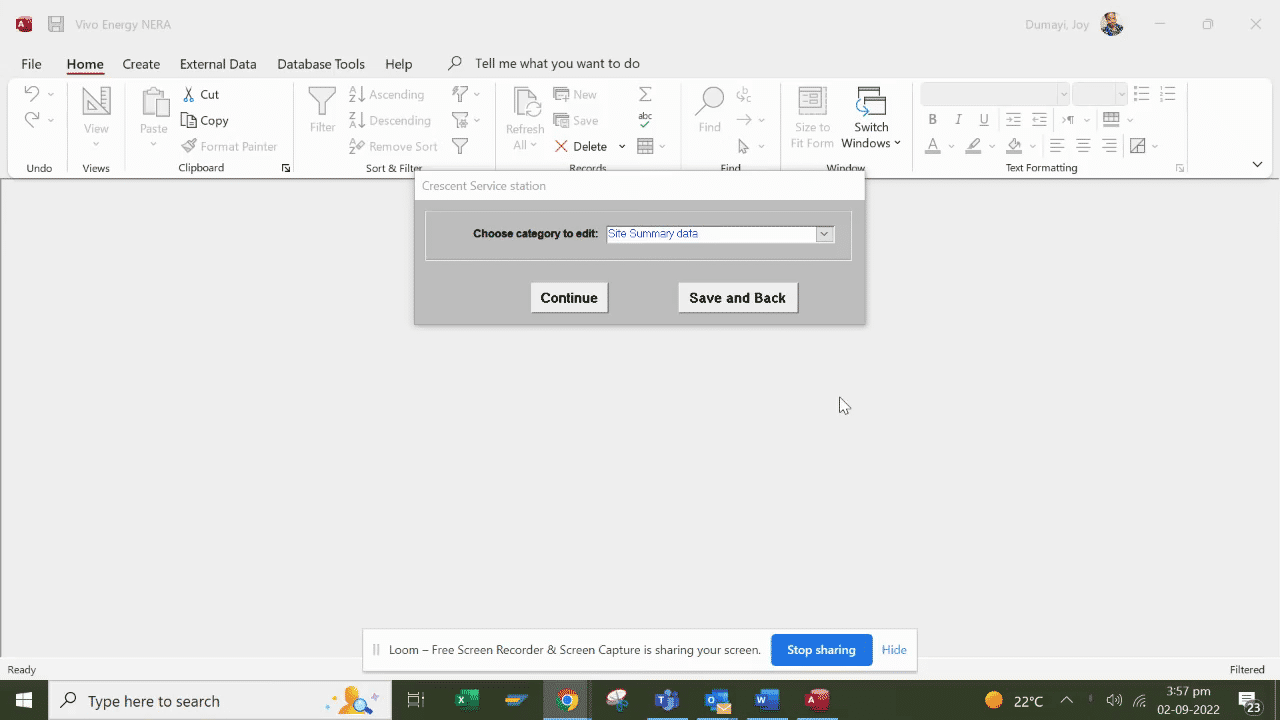 Vivo Energy NERA
Dumayi, Joy
File Home Create External Data Database Tools Help Tell me what you want to do
Undo
View
Views
Paste
Cut
Copy
Format Painter
Clipboard
Filter
Ascending
Descending
Remove Sort
Sort & Filter
Refresh
All
New
Save
Delete
Records
Find
Find
Size to
Fit Form
Switch
Windows
Window
B I U
A
Text Formatting
Crescent Service station
Choose category to edit: Site Summary data
Continue Save and Back
Loom – Free Screen Recorder & Screen Capture is sharing your screen. Stop sharing Hide
Ready Filtered
Type here to search
22°C
3:57 pm
02-09-2022
23